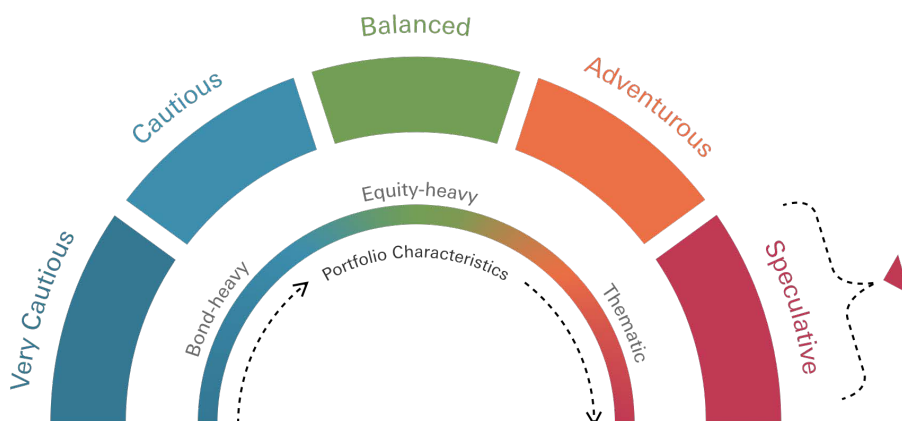 Very Cautious
Cautious
Balanced
Adventurous
Speculative
Bond-heavy
Equity-heavy
Thematic
Portfolio Characteristics